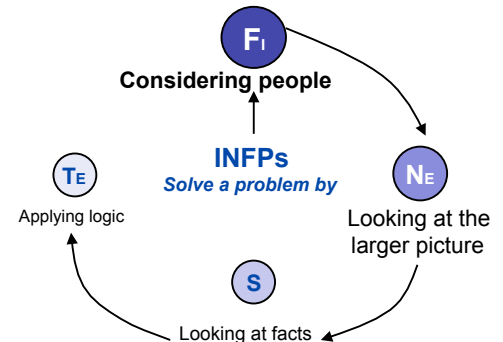 FI
Considering people
INFPs
Solve a problem by
TE
Applying logic
NE
Looking at the
larger picture
S
Looking at facts